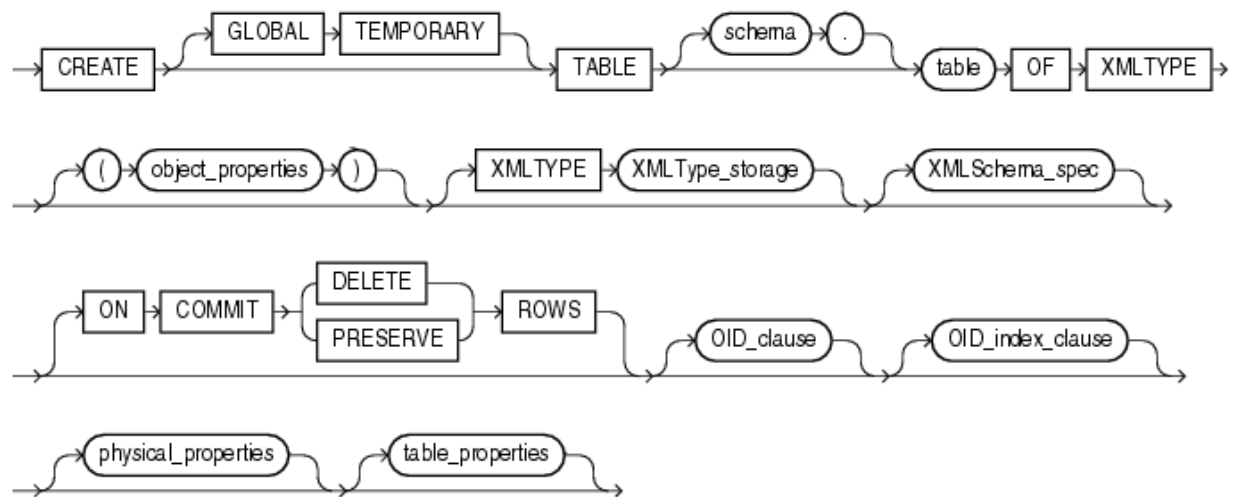 GLOBAL TEMPORARY schema .
CREATE TABLE table OF XMLTYPE
( object_properties ) XMLTYPE XMLType_storage XMLSchema_spec
DELETE
ON COMMIT ROWS
PRESERVE OID_clause OID_index_clause
physical_properties table_properties